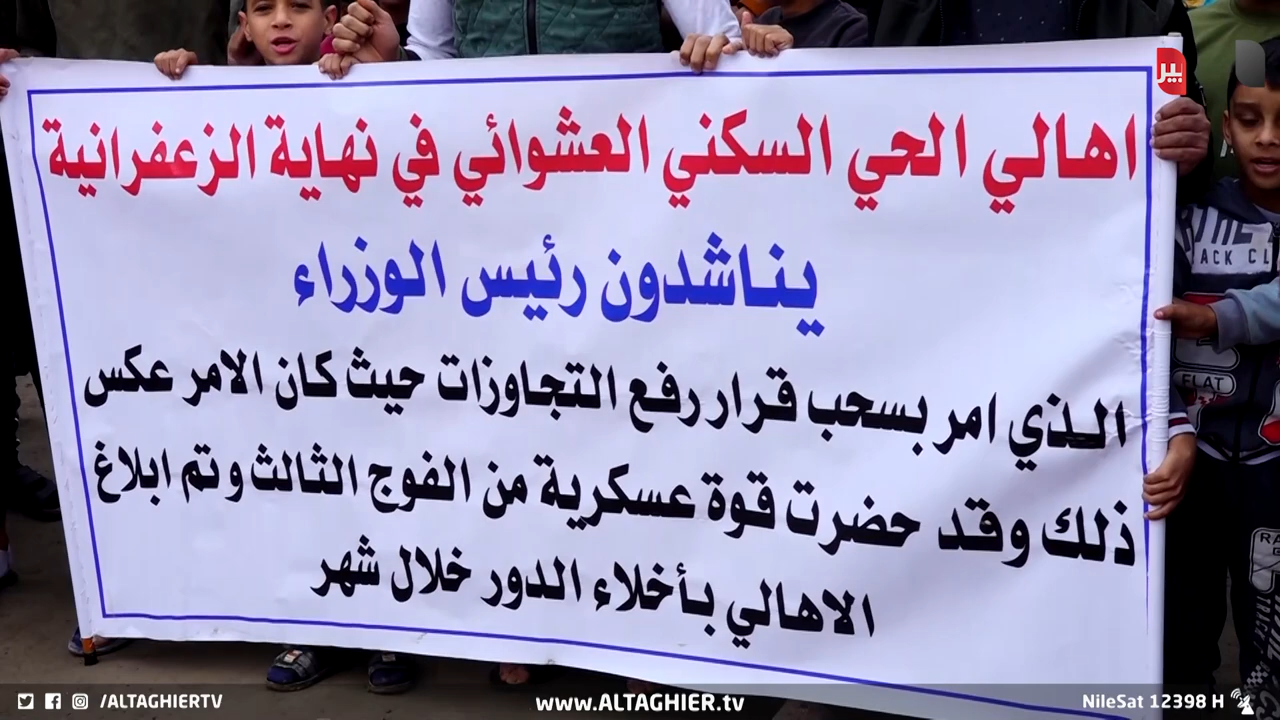 اهالي الحي السكني العشوائي في نهاية الزعفرانية
يناشدون رئيس الوزراء
الذي امر بسحب قرار رفع التجاوزات حيث كان الامر عكس
ذلك وقد حضرت قوة عسكرية من الفوج الثالث وتم ابلاغ
الاهالي بأخلاء الدور خلال شهر
FLAT
/ALTAGHIERTV
www.ALTAGHIER.tv
NileSat 12398 H